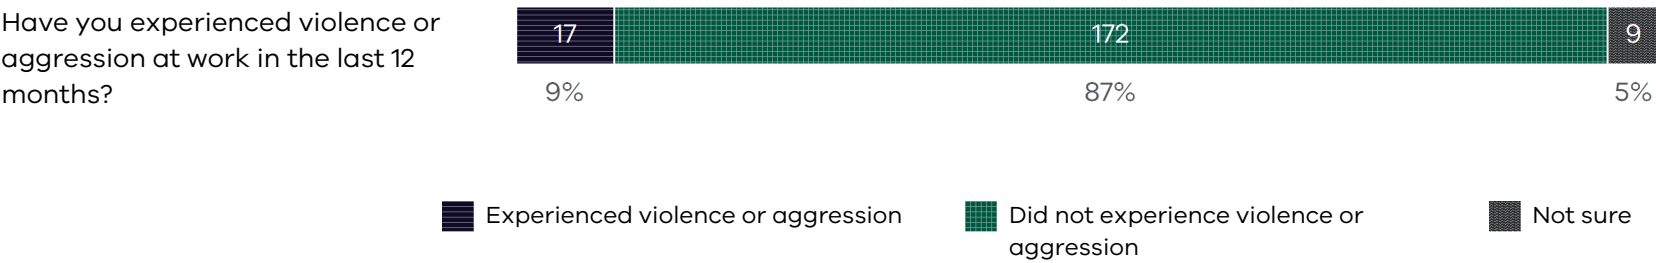 Have you experienced violence or
aggression at work in the last 12
months?
17
172
9
9%
87%
5%
Experienced violence or aggression
Did not experience violence or
aggression
Not sure